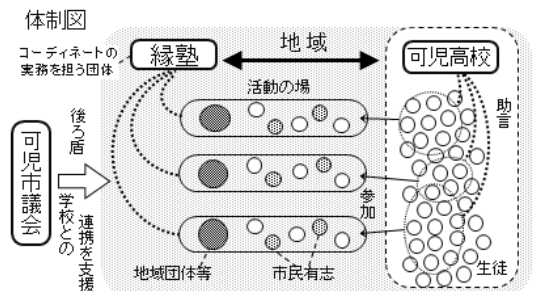 体制図
コーディネートの
実務を担う団体
縁塾
地域
可児高校
活動の場
助言
後ろ盾
可児市議会
学校との
連携を支援
参加
地域団体等
市民有志
生徒